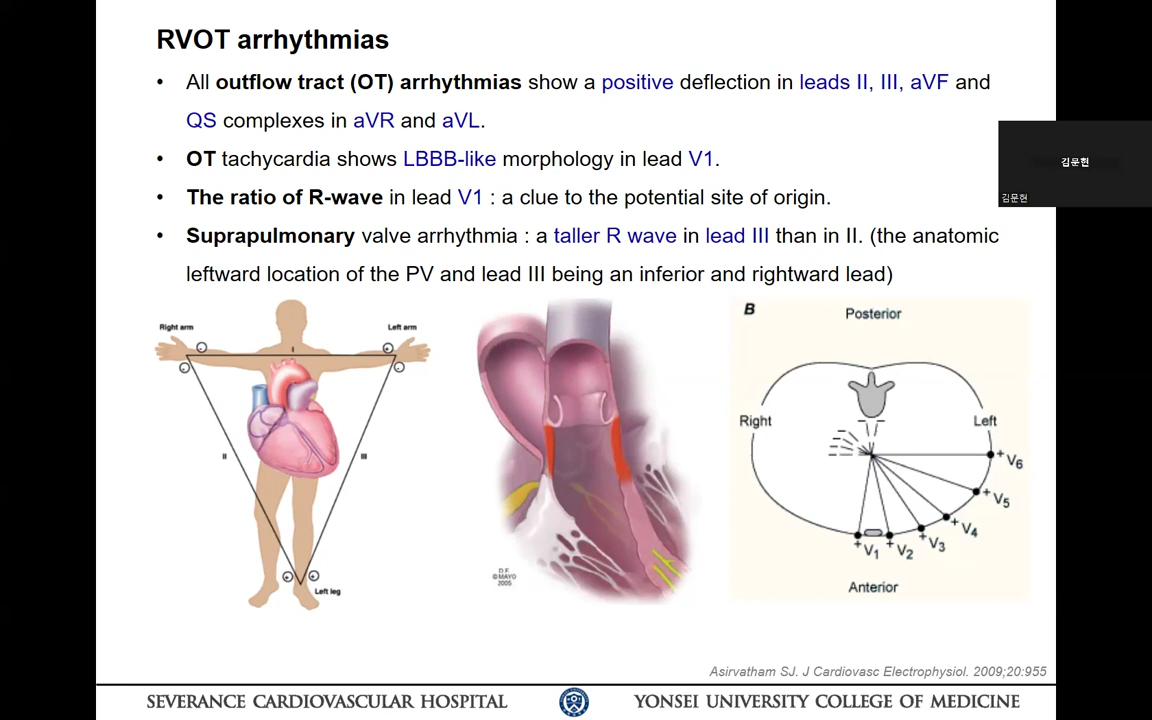 RVOT arrhythmias
• All outflow tract (OT) arrhythmias show a positive deflection in leads II, III, aVF and
QS complexes in aVR and aVL.
• OT tachycardia shows LBBB-like morphology in lead V1.
• The ratio of R-wave in lead V1 : a clue to the potential site of origin.
• Suprapulmonary valve arrhythmia : a taller R wave in lead III than in II. (the anatomic
leftward location of the PV and lead III being an inferior and rightward lead)
김문현
김문현
Right arm
Left arm
I
II
III
Left leg
D.F.
©MAYO
2005
B
Posterior
Right
Left
+ V6
+ V5
+ V4
+ V3
+ V2
+ V1
Anterior
Asirvatham SJ. J Cardiovasc Electrophysiol. 2009;20:955
SEVERANCE CARDIOVASCULAR HOSPITAL
YONSEI UNIVERSITY COLLEGE OF MEDICINE